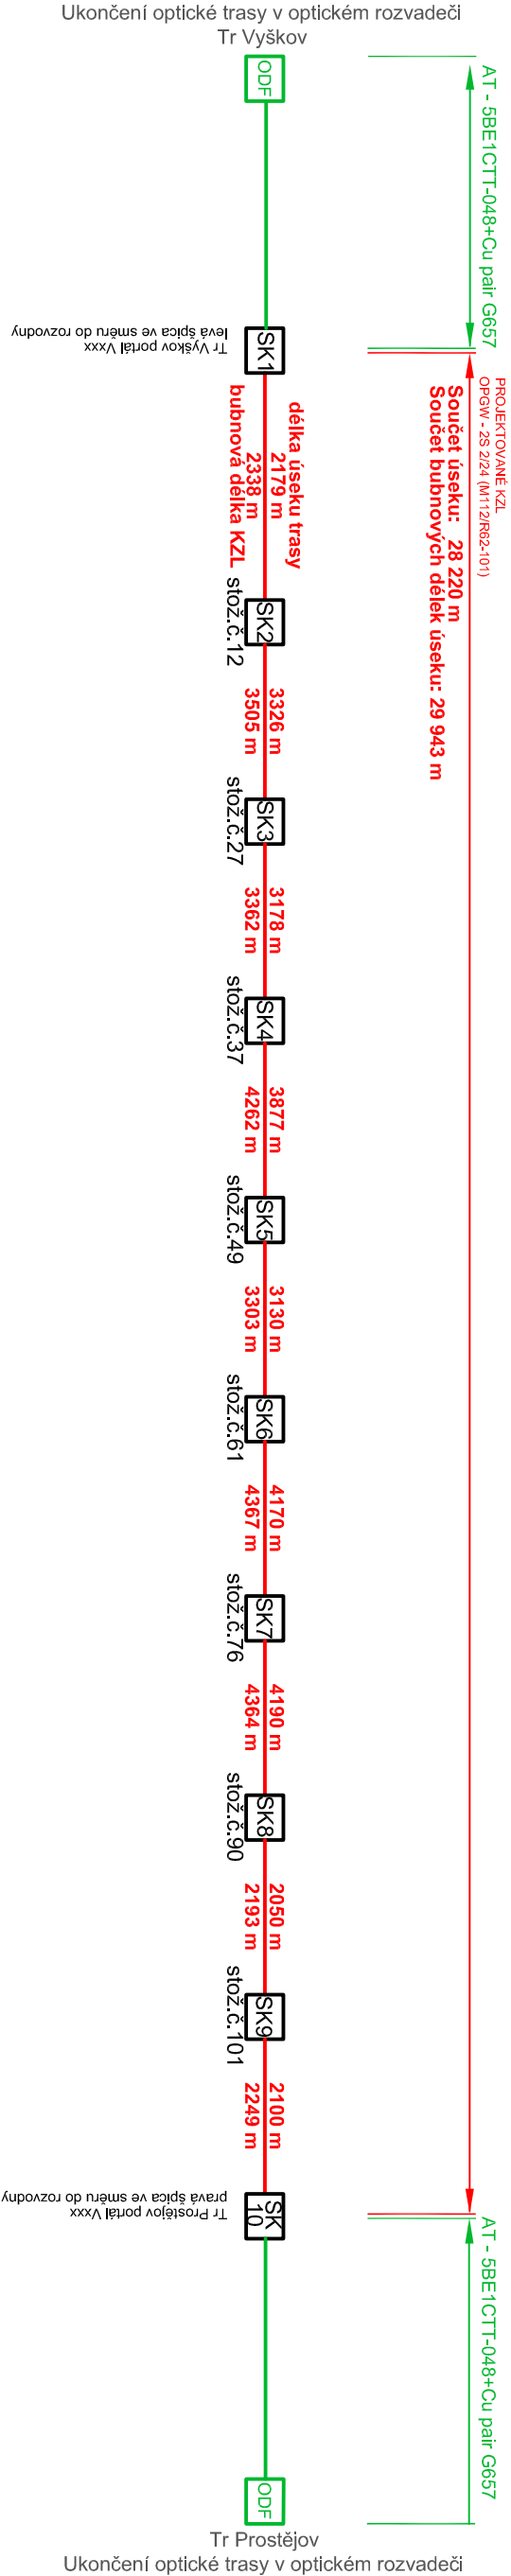 Ukončení optické trasy v optickém rozvaděči
Tr Vyškov
ODF
AT - 5BE1CTT-048+Cu pair G657
SK1
Tr Vyškov portál Vxxx
levá špica ve směru do rozvodny
PROJEKTOVANÉ KZL
OPGW - 2S 2/24 (M112/R62-101)
Součet úseku: 28 220 m
Součet bubnových délek úseku: 29 943 m
délka úseku trasy
2179 m
2338 m
bubnová délka KZL
SK2
stož.č.12
3326 m
3505 m
SK3
stož.č.27
3178 m
3362 m
SK4
stož.č.37
3877 m
4262 m
SK5
stož.č.49
3130 m
3303 m
SK6
stož.č.61
4170 m
4367 m
SK7
stož.č.76
4190 m
4364 m
SK8
stož.č.90
2050 m
2193 m
SK9
stož.č.101
2100 m
2249 m
SK
10
Tr Prostějov portál Vxxx
pravá špica ve směru do rozvodny
AT - 5BE1CTT-048+Cu pair G657
ODF
Tr Prostějov
Ukončení optické trasy v optickém rozvaděči